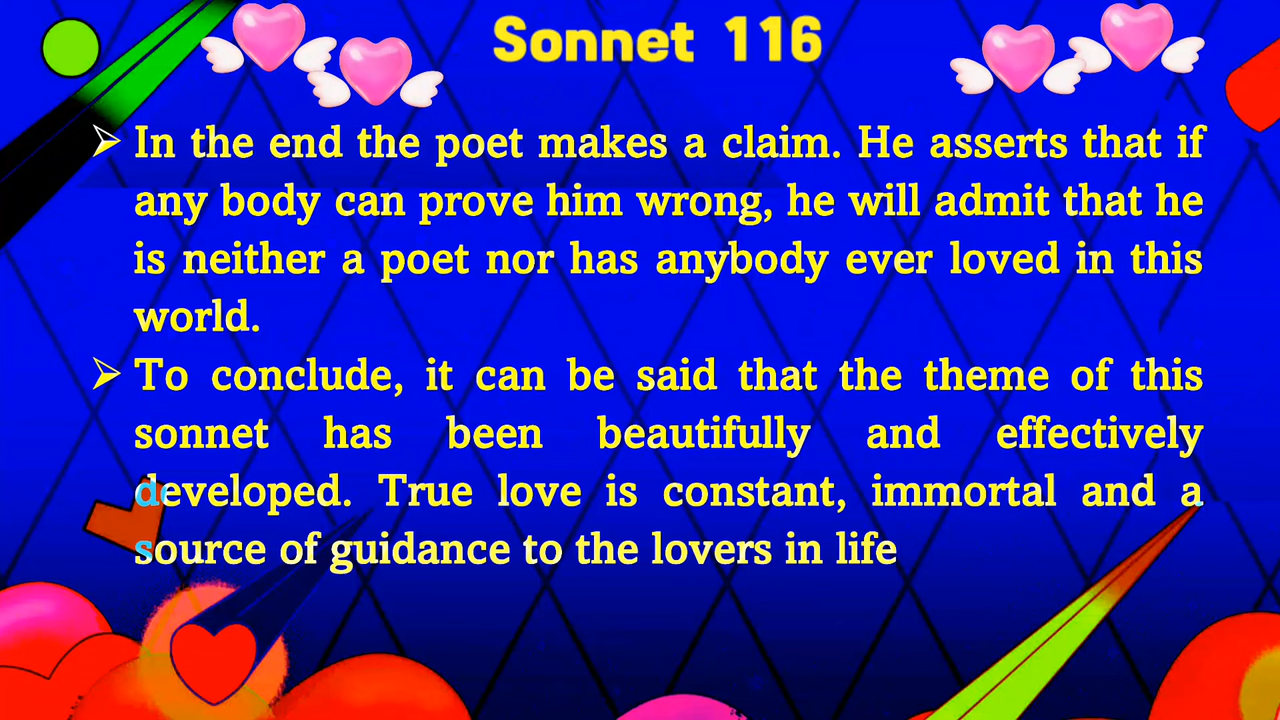 Sonnet 116
➢ In the end the poet makes a claim. He asserts that if
any body can prove him wrong, he will admit that he
is neither a poet nor has anybody ever loved in this
world.
➢ To conclude, it can be said that the theme of this
sonnet has been beautifully and effectively
developed. True love is constant, immortal and a
source of guidance to the lovers in life